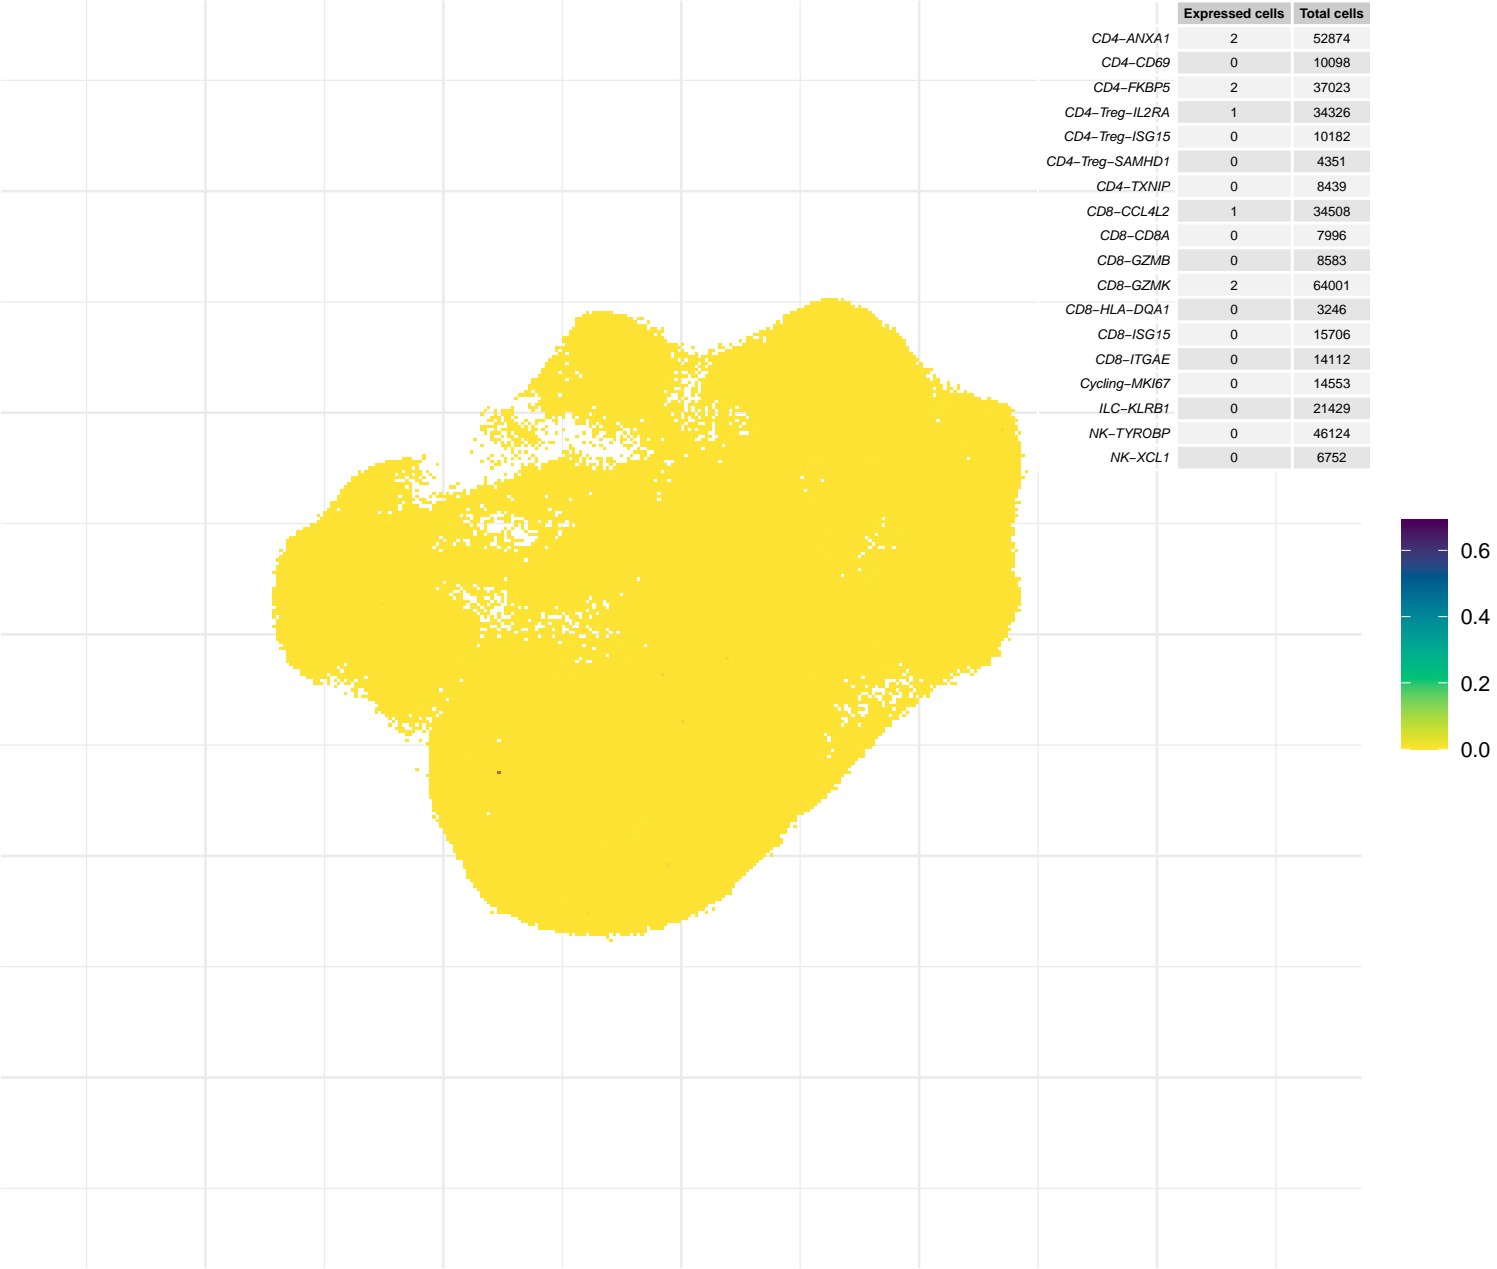 Expressed cells Total cells
CD4−ANXA1 2 52874
CD4−CD69 0 10098
CD4−FKBP5 2 37023
CD4−Treg−IL2RA 1 34326
CD4−Treg−ISG15 0 10182
CD4−Treg−SAMHD1 0 4351
CD4−TXNIP 0 8439
CD8−CCL4L2 1 34508
CD8−CD8A 0 7996
CD8−GZMB 0 8583
CD8−GZMK 2 64001
CD8−HLA−DQA1 0 3246
CD8−ISG15 0 15706
CD8−ITGAE 0 14112
Cycling−MKI67 0 14553
ILC−KLRB1 0 21429
NK−TYROBP 0 46124
NK−XCL1 0 6752
0.6
0.4
0.2
0.0